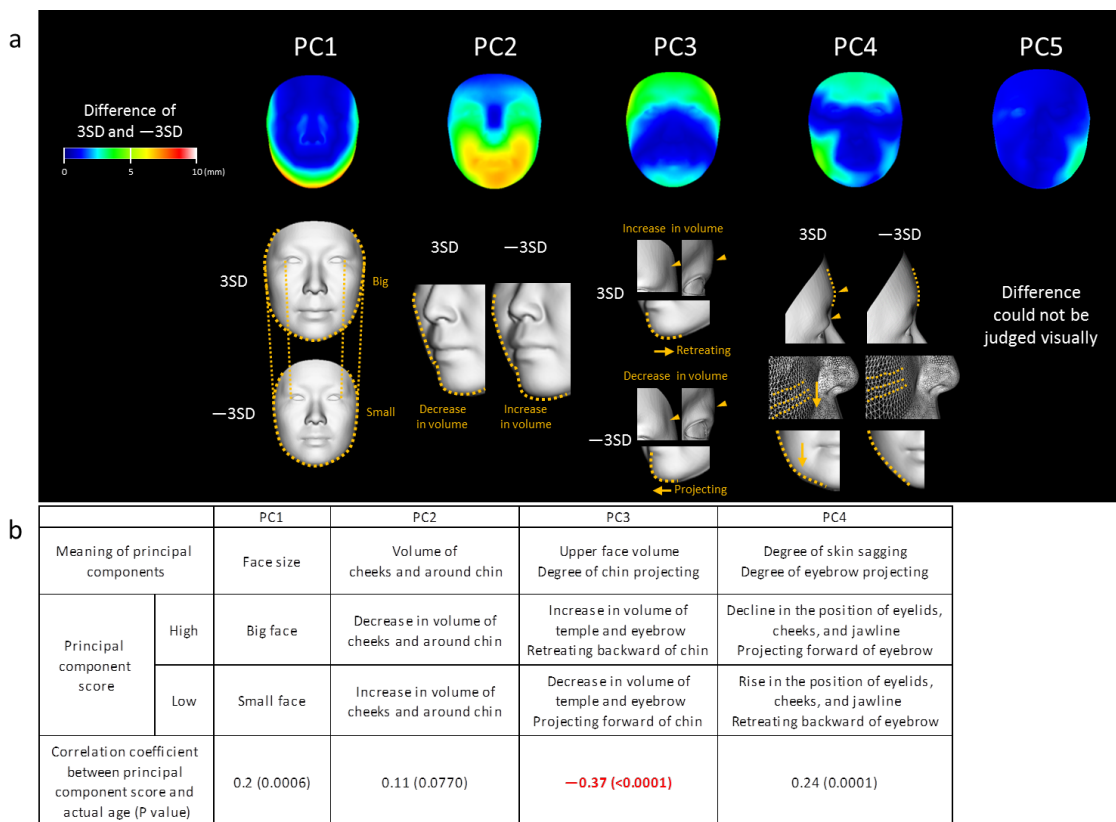 a
PC1
PC2
PC3
PC4
PC5
Difference of
3SD and —3SD
0
5
10 (mm)
3SD
Big
—3SD
Small
3SD
—3SD
Decrease
in volume
Increase
in volume
Increase in volume
3SD
Retreating
Decrease in volume
—3SD
Projecting
3SD
—3SD
Difference
could not be
judged visually
b
PC1
PC2
PC3
PC4
Meaning of principal
components
Face size
Volume of
cheeks and around chin
Upper face volume
Degree of chin projecting
Degree of skin sagging
Degree of eyebrow projecting
Principal
component
score
High
Big face
Decrease in volume of
cheeks and around chin
Increase in volume of
temple and eyebrow
Retreating backward of chin
Decline in the position of eyelids,
cheeks, and jawline
Projecting forward of eyebrow
Low
Small face
Increase in volume of
cheeks and around chin
Decrease in volume of
temple and eyebrow
Projecting forward of chin
Rise in the position of eyelids,
cheeks, and jawline
Retreating backward of eyebrow
Correlation coefficient
between principal
component score and
actual age (P value)
0.2 (0.0006)
0.11 (0.0770)
—0.37 (<0.0001)
0.24 (0.0001)